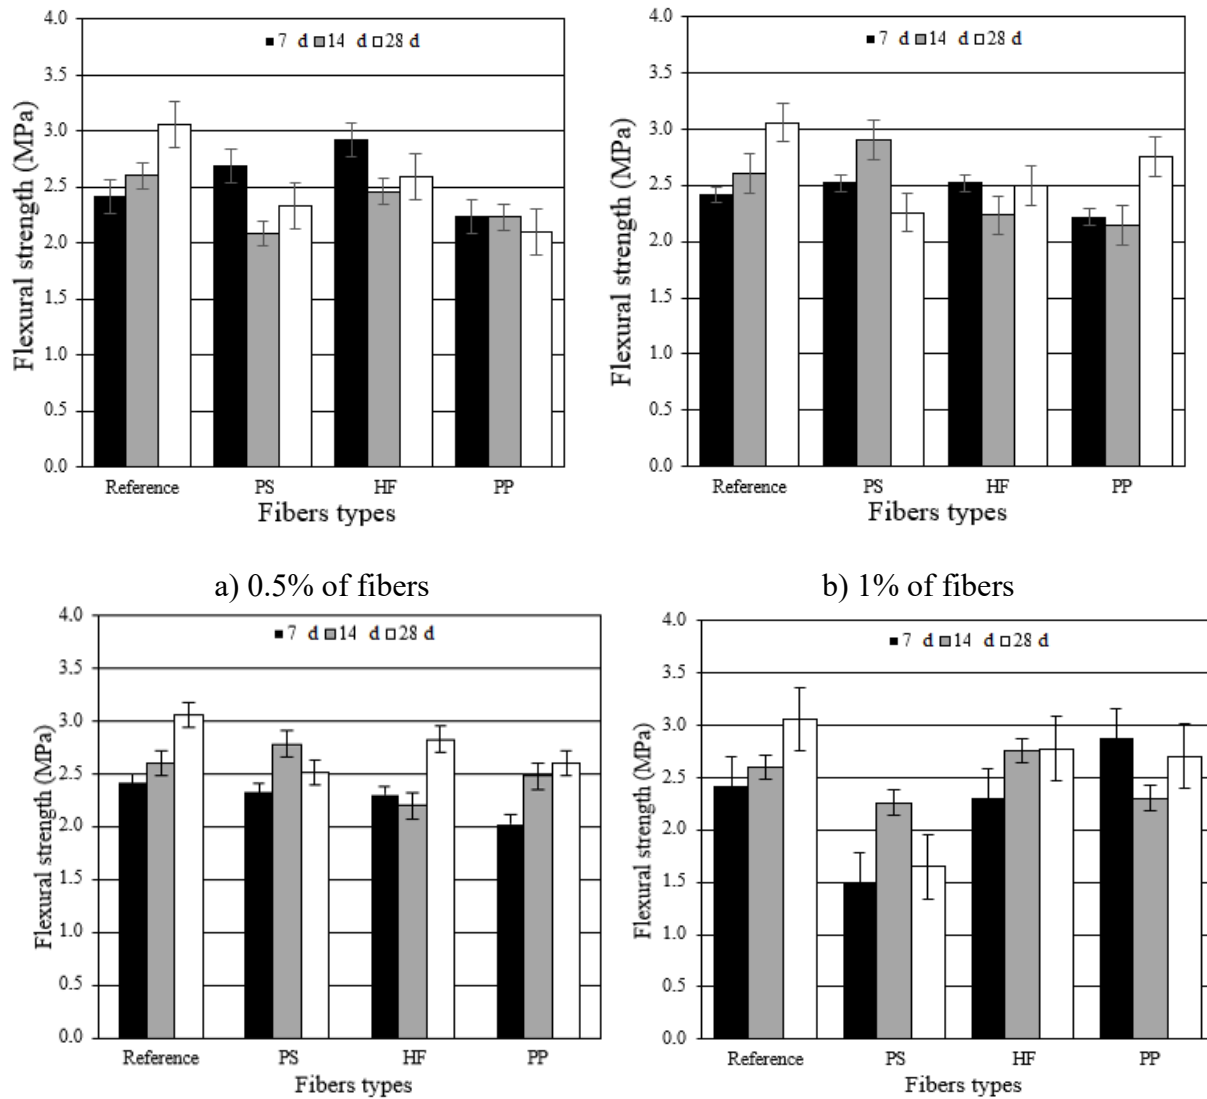 4.0
3.5
3.0
2.5
2.0
1.5
1.0
0.5
0.0
Flexural strength (MPa)
7 d 14 d 28 d
Reference PS HF PP
Fibers types
4.0
3.5
3.0
2.5
2.0
1.5
1.0
0.5
0.0
Flexural strength (MPa)
7 d 14 d 28 d
Reference PS HF PP
Fibers types
a) 0.5% of fibers
b) 1% of fibers
4.0
3.5
3.0
2.5
2.0
1.5
1.0
0.5
0.0
Flexural strength (MPa)
7 d 14 d 28 d
Reference PS HF PP
Fibers types
4.0
3.5
3.0
2.5
2.0
1.5
1.0
0.5
0.0
Flexural strength (MPa)
7 d 14 d 28 d
Reference PS HF PP
Fibers types